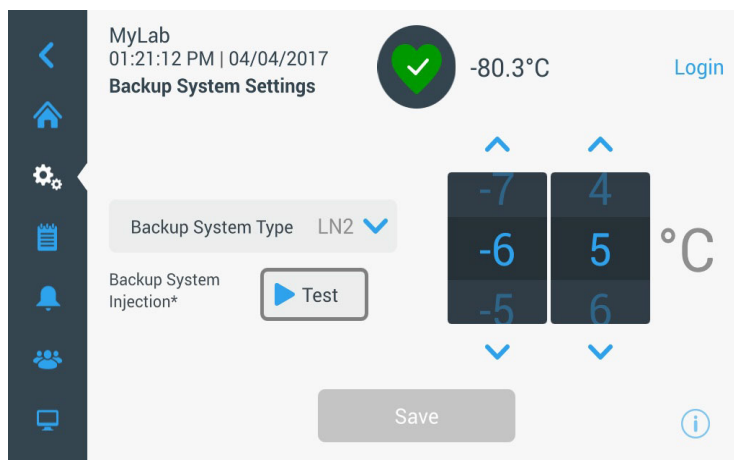 MyLab
01:21:12 PM | 04/04/2017
Backup System Settings
-80.3°C
Login
Backup System Type LN2
Backup System
Injection*
Test
-7 4
-6 5 °C
-5 6
Save
i